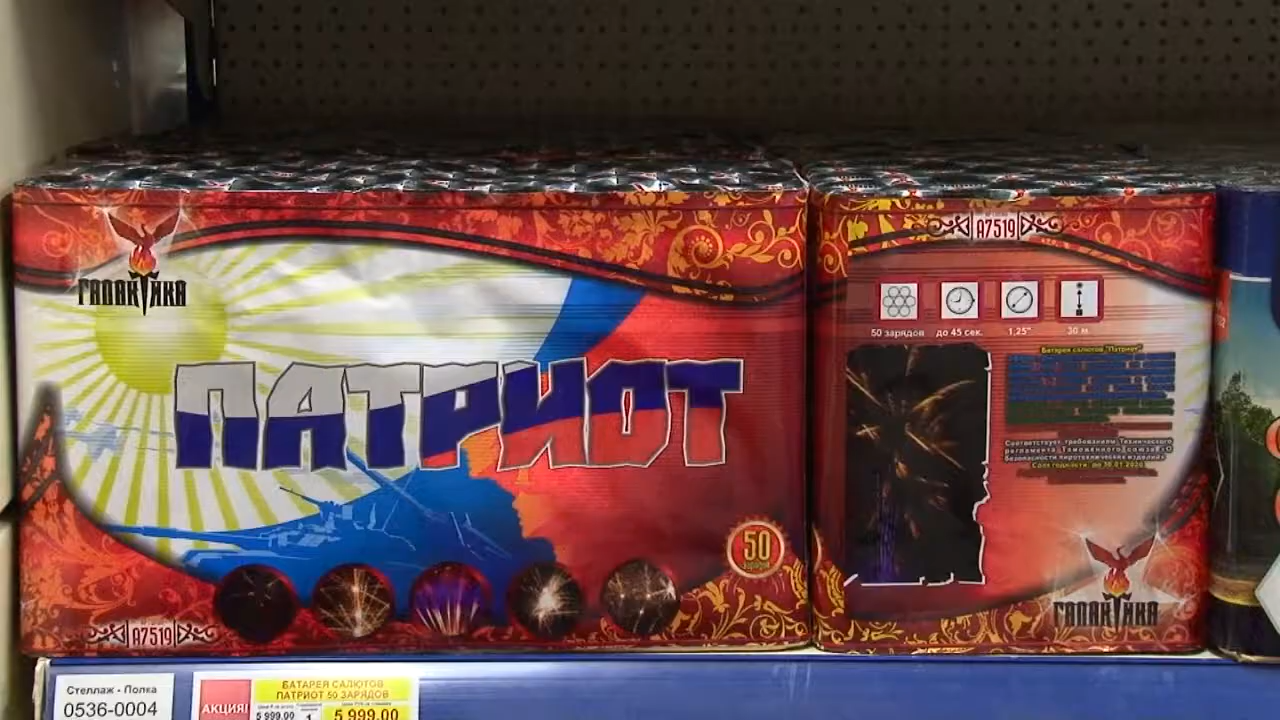 ГАЛАКТИКА
ПАТРИОТ
50
зарядов
A7519
A7519
50 зарядов
до 45 сек.
1,25"
30 м
Батарея салютов "Патриот"
Соответствует требованиям Технического
регламента Таможенного союза "О
безопасности пиротехнических изделий"
ГАЛАКТИКА
Стеллаж - Полка
0536-0004
АКЦИЯ!
БАТАРЕЯ САЛЮТОВ
ПАТРИОТ 50 ЗАРЯДОВ
5 999.00
1
5 999.00